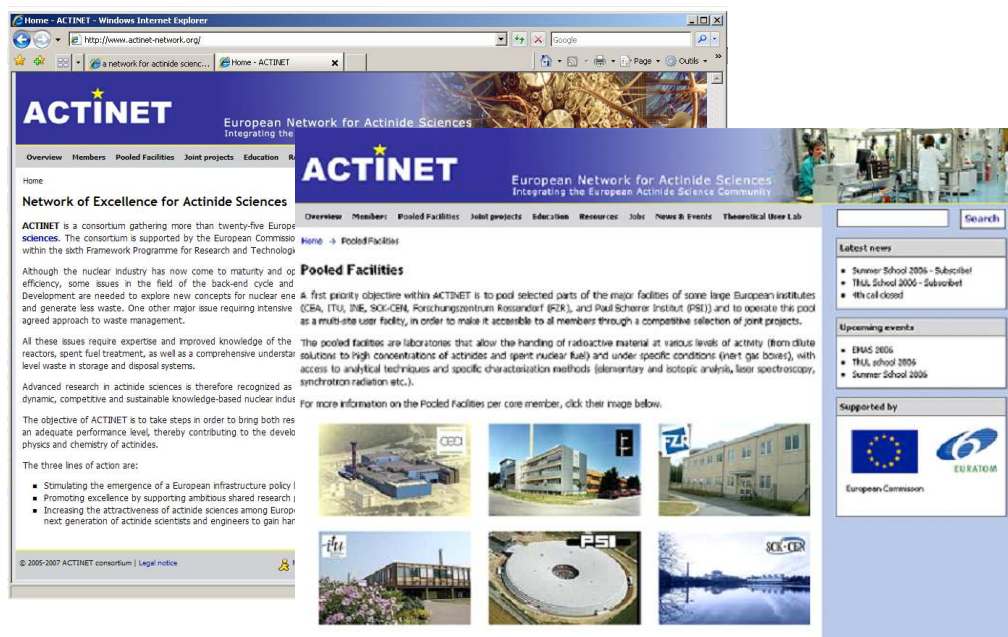 Home - ACTINET - Windows Internet Explorer
http://www.actinet-network.org/
Google
a network for actinide scienc...
Home - ACTINET
Page
Outils
ACTINET
European Network for Actinide Sciences
Integrating the
Overview Members Pooled Facilities Joint projects Education
Home
Network of Excellence for Actinide Sciences
ACTINET is a consortium gathering more than twenty-five Europe
sciences. The consortium is supported by the European Commissio
within the sixth Framework Programme for Research and Technologi
Although the nuclear industry has now come to maturity and op
efficiency, some issues in the field of the back-end cycle and
Development are needed to explore new concepts for nuclear ene
and generate less waste. One other major issue requiring intensive
agreed approach to waste management.
All these issues require expertise and improved knowledge of the
reactors, spent fuel treatment, as well as a comprehensive understa
level waste in storage and disposal systems.
Advanced research in actinide sciences is therefore recognized as
dynamic, competitive and sustainable knowledge-based nuclear indus
The objective of ACTINET is to take steps in order to bring both res
an adequate performance level, thereby contributing to the develo
physics and chemistry of actinides.
The three lines of action are:
Stimulating the emergence of a European infrastructure policy
Promoting excellence by supporting ambitious shared research
Increasing the attractiveness of actinide sciences among Europe
next generation of actinide scientists and engineers to gain han
© 2005-2007 ACTINET consortium | Legal notice
ACTINET
European Network for Actinide Sciences
Integrating the European Actinide Science Community
Overview Members Pooled Facilities Joint projects Education Resources Jobs News & Events Theoretical User Lab
Home → Pooled Facilities
Pooled Facilities
A first priority objective within ACTINET is to pool selected parts of the major facilities of some large European institutes
(CEA, ITU, INE, SCK-CEN, Forschungszentrum Rossendorf (FZR), and Paul Scherrer Institut (PSI)) and to operate this pool
as a multi-site user facility, in order to make it accessible to all members through a competitive selection of joint projects.
The pooled facilities are laboratories that allow the handling of radioactive material at various levels of activity (from dilute
solutions to high concentrations of actinides and spent nuclear fuel) and under specific conditions (inert gas boxes), with
access to analytical techniques and specific characterization methods (elementary and isotopic analysis, laser spectroscopy,
synchrotron radiation etc.).
For more information on the Pooled Facilities per core member, click their image below.
cea
FZR
itu
PSI
SCK·CEN
Search
Latest news
Summer School 2006 - Subscribe!
ThUL School 2006 - Subscribe!
4th call closed
Upcoming events
EMAS 2006
ThUL school 2006
Summer School 2006
Supported by
EURATOM
European Commission